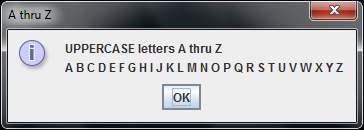 A thru Z
UPPERCASE letters A thru Z
A B C D E F G H I J K L M N O P Q R S T U V W X Y Z
OK